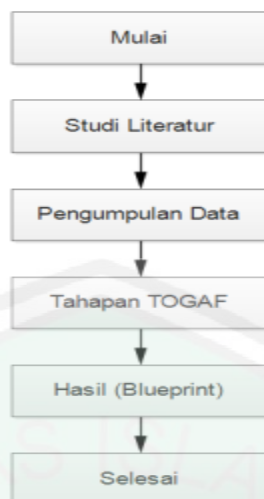 Mulai
Studi Literatur
Pengumpulan Data
Tahapan TOGAF
Hasil (Blueprint)
Selesai